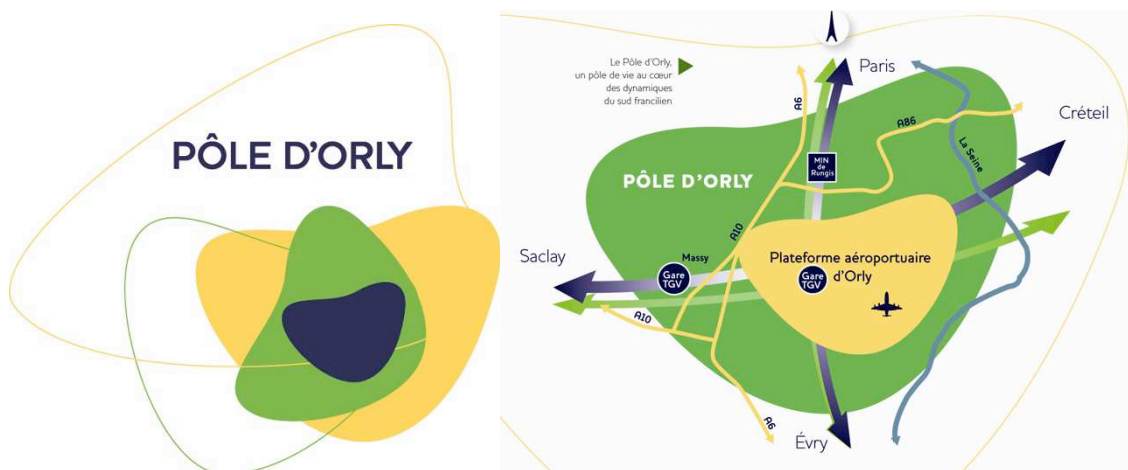 PÔLE D'ORLY
Le Pôle d'Orly,
un pôle de vie au cœur
des dynamiques
du sud francilien
Paris
A6
A86
Créteil
La Seine
MIN
de
Rungis
PÔLE D'ORLY
A10
Saclay
Massy
Gare
TGV
Plateforme aéroportuaire
d'Orly
Gare
TGV
A10
A6
Évry